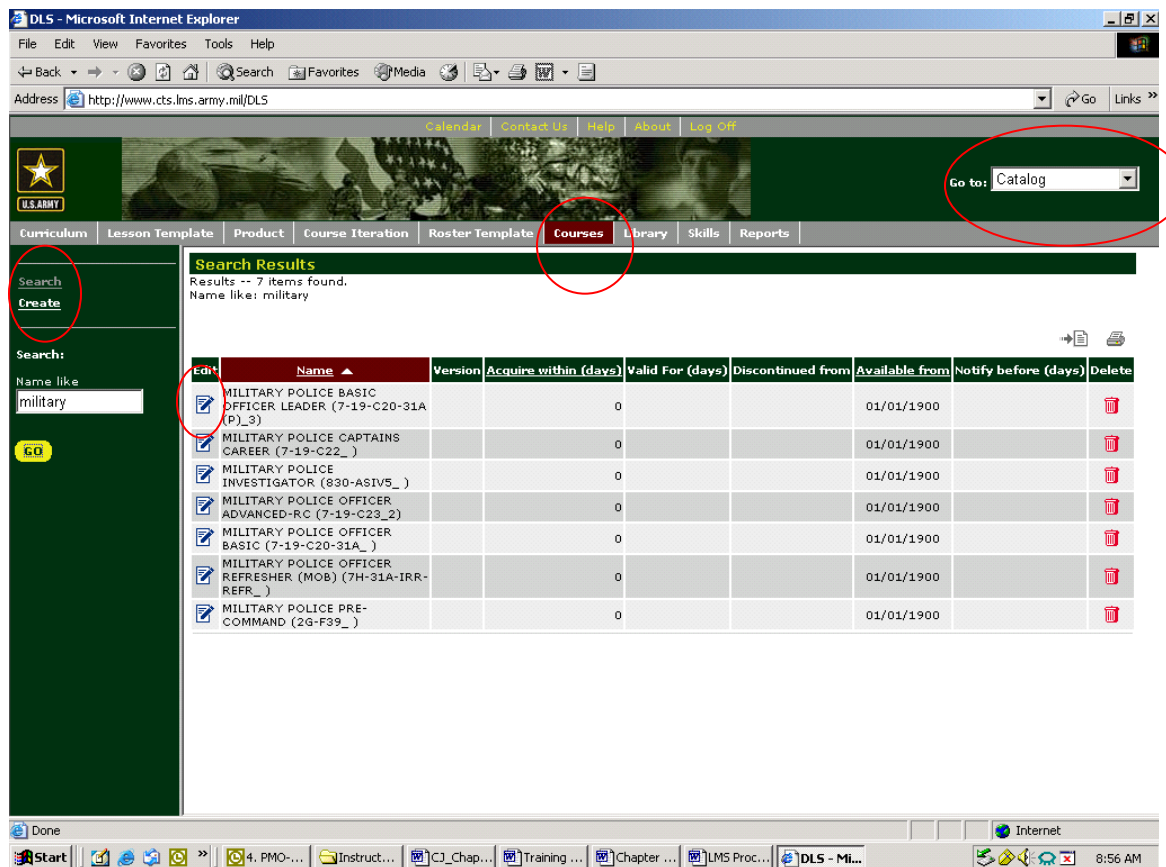 DLS - Microsoft Internet Explorer
File Edit View Favorites Tools Help
Back Search Favorites Media
Address http://www.cts.lms.army.mil/DLS Go Links »
Calendar Contact Us Help About Log Off
U.S.ARMY
Go to: Catalog
Curriculum Lesson Template Product Course Iteration Roster Template Courses Library Skills Reports
Search
Create
Search:
Name like
military
GO
Search Results
Results -- 7 items found.
Name like: military
Edit Name Version Acquire within (days) Valid For (days) Discontinued from Available from Notify before (days) Delete
MILITARY POLICE BASIC
OFFICER LEADER (7-19-C20-31A 0 01/01/1900
(P)_3)
MILITARY POLICE CAPTAINS
CAREER (7-19-C22_ ) 0 01/01/1900
MILITARY POLICE
INVESTIGATOR (830-ASIV5_ ) 0 01/01/1900
MILITARY POLICE OFFICER
ADVANCED-RC (7-19-C23_2) 0 01/01/1900
MILITARY POLICE OFFICER
BASIC (7-19-C20-31A_ ) 0 01/01/1900
MILITARY POLICE OFFICER
REFRESHER (MOB) (7H-31A-IRR- 0 01/01/1900
REFR_ )
MILITARY POLICE PRE-
COMMAND (2G-F39_ ) 0 01/01/1900
Done Internet
Start » 4. PMO-... Instruct... CJ_Chap... Training ... Chapter ... LMS Proc... DLS - Mi... 8:56 AM